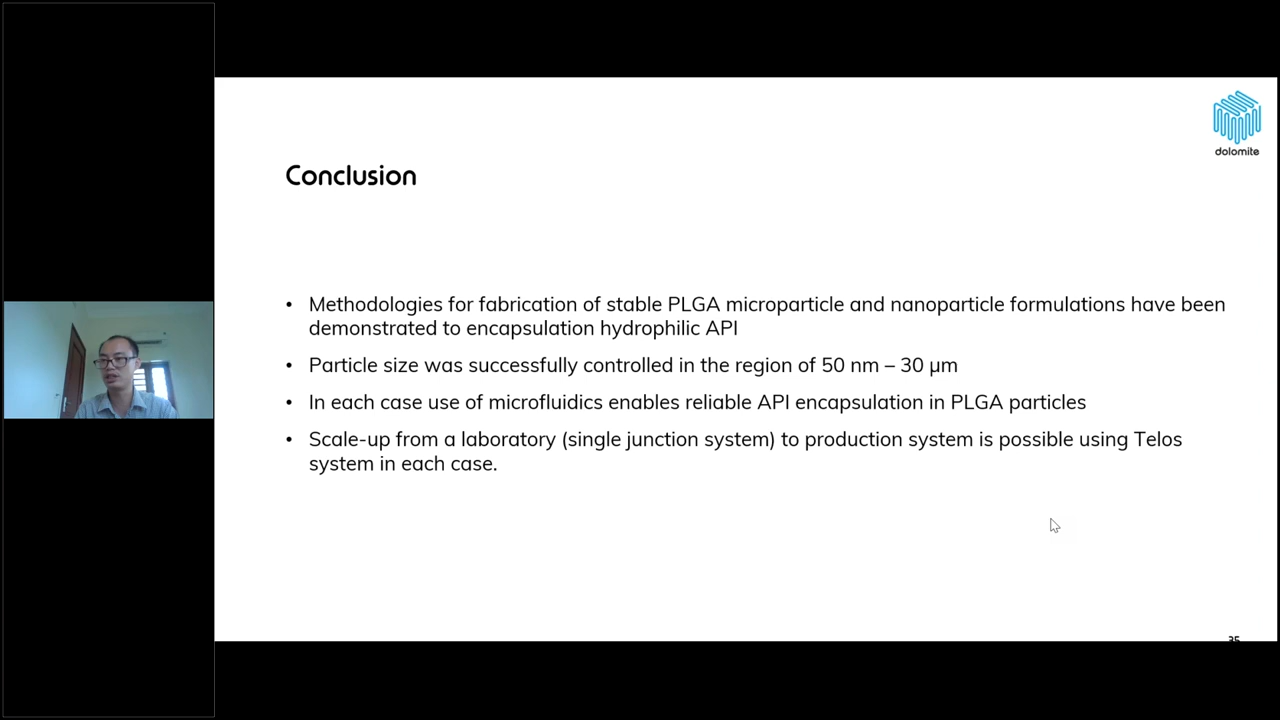 dolomite
Conclusion
• Methodologies for fabrication of stable PLGA microparticle and nanoparticle formulations have been
demonstrated to encapsulation hydrophilic API
• Particle size was successfully controlled in the region of 50 nm – 30 µm
• In each case use of microfluidics enables reliable API encapsulation in PLGA particles
• Scale-up from a laboratory (single junction system) to production system is possible using Telos
system in each case.
35